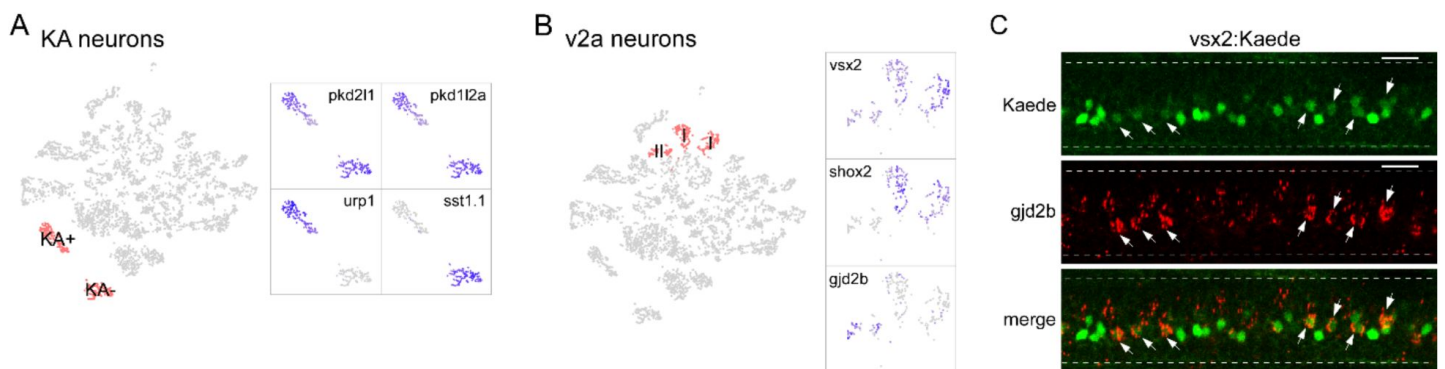 A
KA neurons
KA+
KA-
pkd2l1
pkd1l2a
urp1
sst1.1
B
v2a neurons
II
I
I
vsx2
shox2
gjd2b
C
vsx2:Kaede
Kaede
gjd2b
merge